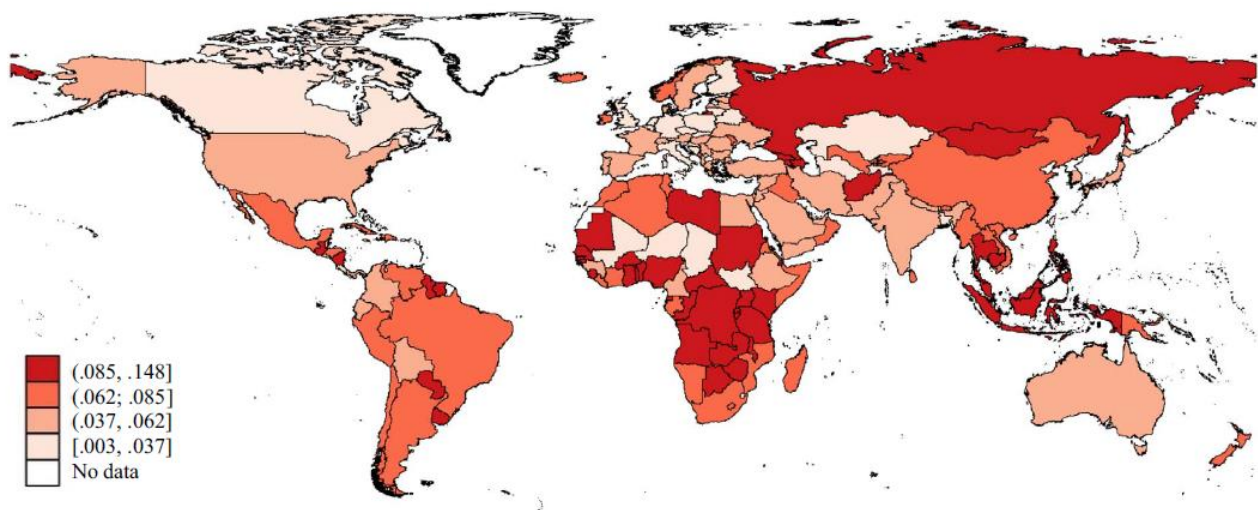 (.085, .148]
(.062; .085]
(.037, .062]
[.003, .037]
No data